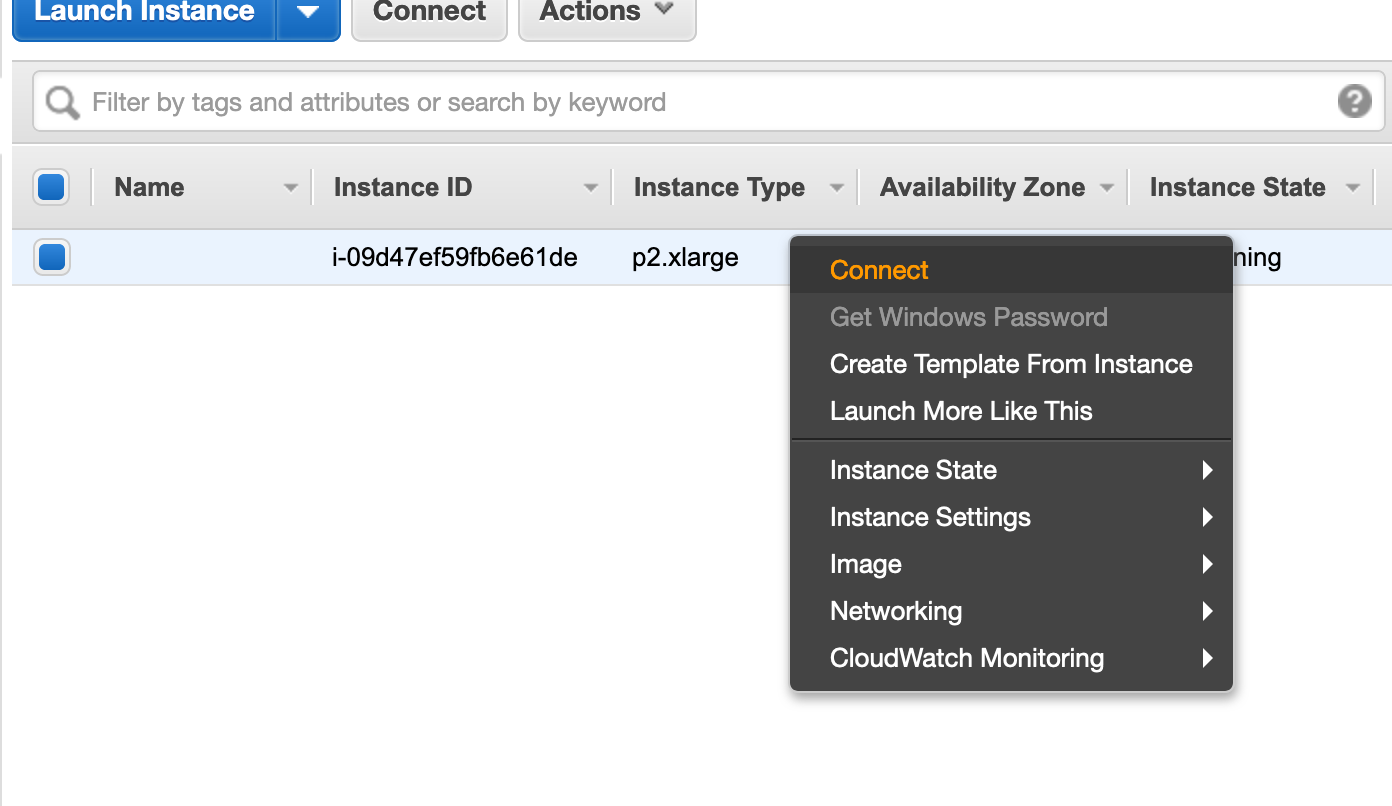 Launch Instance Connect Actions
Filter by tags and attributes or search by keyword ?
Name Instance ID Instance Type Availability Zone Instance State
i-09d47ef59fb6e61de p2.xlarge ning
Connect
Get Windows Password
Create Template From Instance
Launch More Like This
Instance State
Instance Settings
Image
Networking
CloudWatch Monitoring